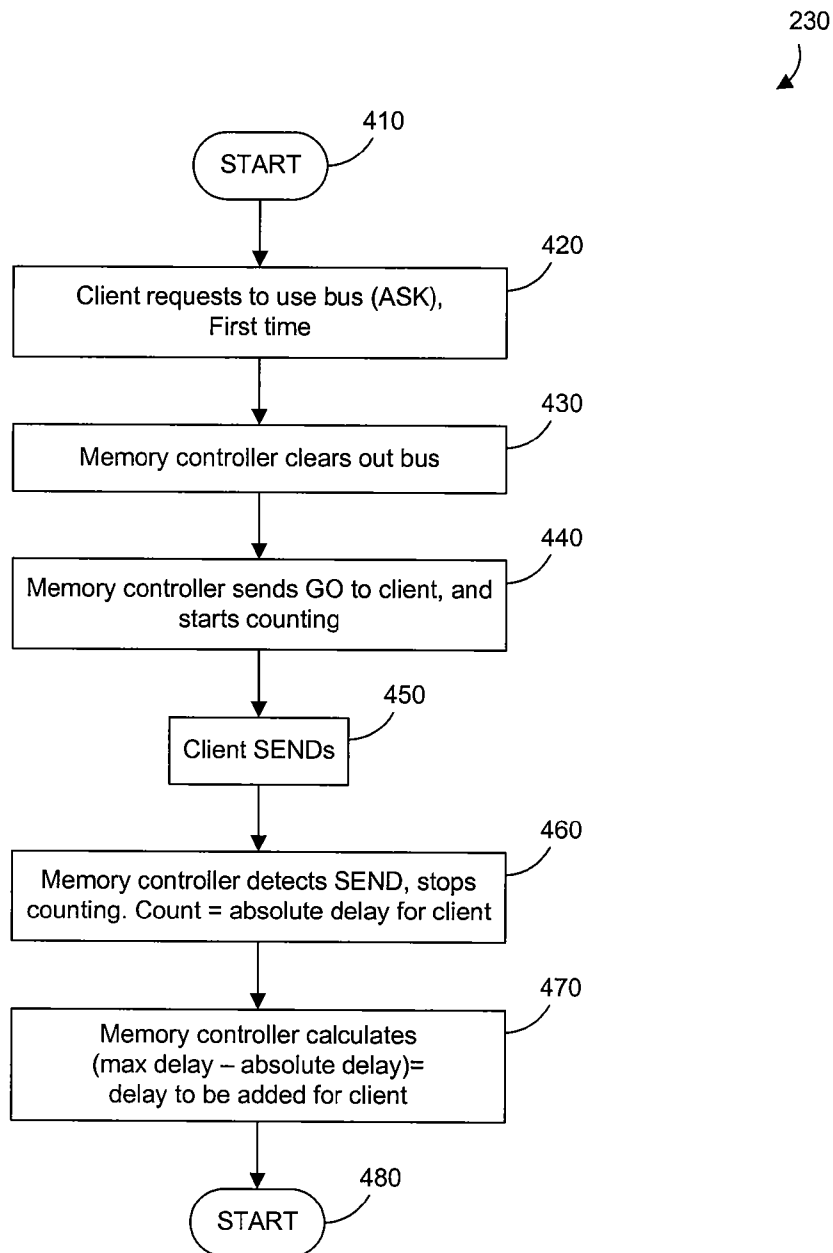 230
410
START
420
Client requests to use bus (ASK),
First time
430
Memory controller clears out bus
440
Memory controller sends GO to client, and
starts counting
450
Client SENDs
460
Memory controller detects SEND, stops
counting. Count = absolute delay for client
470
Memory controller calculates
(max delay – absolute delay)=
delay to be added for client
480
START